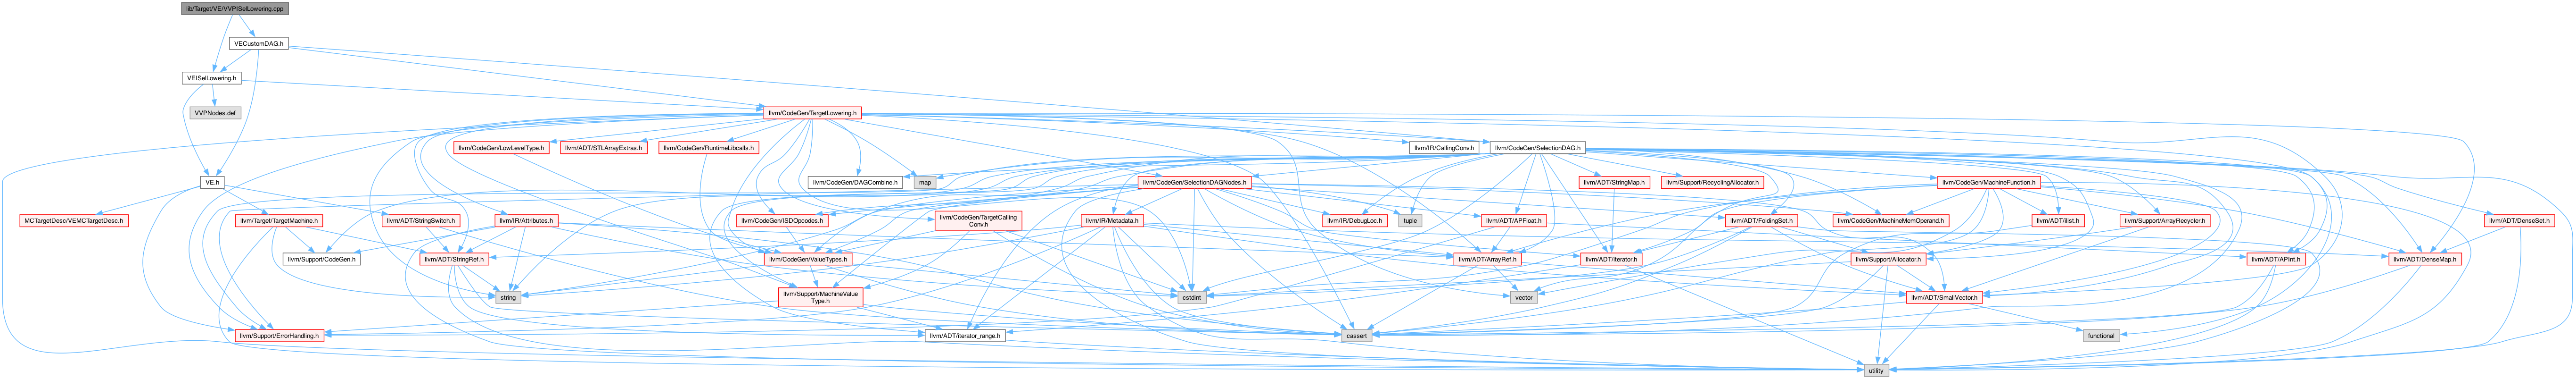 lib/Target/VE/VVPISelLowering.cpp
VECustomDAG.h
VEISelLowering.h
VVPNodes.def
llvm/CodeGen/TargetLowering.h
llvm/CodeGen/LowLevelType.h
llvm/ADT/STLArrayExtras.h
llvm/CodeGen/RuntimeLibcalls.h
llvm/IR/CallingConv.h
llvm/CodeGen/SelectionDAG.h
VE.h
llvm/CodeGen/DAGCombine.h
map
llvm/CodeGen/SelectionDAGNodes.h
llvm/ADT/StringMap.h
llvm/Support/RecyclingAllocator.h
llvm/CodeGen/MachineFunction.h
MCTargetDesc/VEMCTargetDesc.h
llvm/Target/TargetMachine.h
llvm/ADT/StringSwitch.h
llvm/IR/Attributes.h
llvm/CodeGen/ISDOpcodes.h
llvm/CodeGen/TargetCalling
Conv.h
llvm/IR/Metadata.h
llvm/IR/DebugLoc.h
tuple
llvm/ADT/APFloat.h
llvm/ADT/FoldingSet.h
llvm/CodeGen/MachineMemOperand.h
llvm/ADT/ilist.h
llvm/Support/ArrayRecycler.h
llvm/ADT/DenseSet.h
llvm/Support/CodeGen.h
llvm/ADT/StringRef.h
llvm/CodeGen/ValueTypes.h
llvm/ADT/ArrayRef.h
llvm/ADT/iterator.h
llvm/Support/Allocator.h
llvm/ADT/APInt.h
llvm/ADT/DenseMap.h
string
llvm/Support/MachineValue
Type.h
cstdint
vector
llvm/ADT/SmallVector.h
llvm/Support/ErrorHandling.h
llvm/ADT/iterator_range.h
cassert
functional
utility